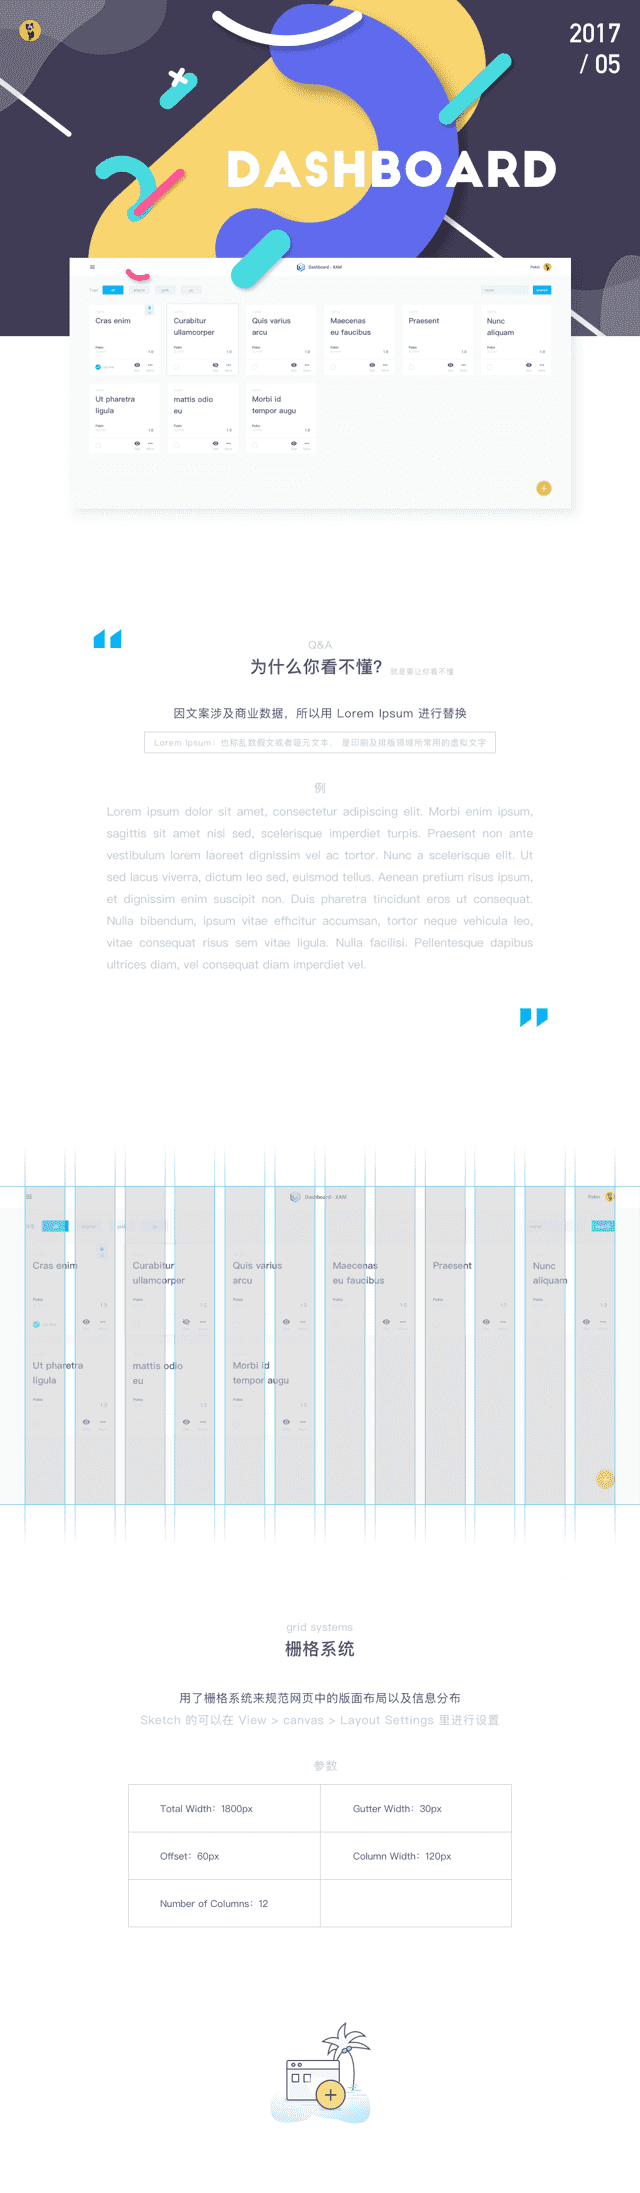 2017
/ 05
DASHBOARD
Dashboard - XAM
Pokio
Cras enim
Curabitur
ullamcorper
Quis varius
arcu
Maecenas
eu faucibus
Praesent
Nunc
aliquam
Ut pharetra
ligula
mattis odio
eu
Morbi id
tempor augu
Q&A
为什么你看不懂? 就是要让你看不懂
因文案涉及商业数据，所以用 Lorem Ipsum 进行替换
Lorem Ipsum：也称乱数假文或者哑元文本， 是印刷及排版领域所常用的虚拟文字
例
Lorem ipsum dolor sit amet, consectetur adipiscing elit. Morbi enim ipsum,
sagittis sit amet nisl sed, scelerisque imperdiet turpis. Praesent non ante
vestibulum lorem laoreet dignissim vel ac tortor. Nunc a scelerisque elit. Ut
sed lacus viverra, dictum leo sed, euismod tellus. Aenean pretium risus ipsum,
et dignissim enim suscipit non. Duis pharetra tincidunt eros ut consequat.
Nulla bibendum, ipsum vitae efficitur accumsan, tortor neque vehicula leo,
vitae consequat risus sem vitae ligula. Nulla facilisi. Pellentesque dapibus
ultrices diam, vel consequat diam imperdiet vel.
Dashboard - XAM
Cras enim
Curabitur
ullamcorper
Quis varius
arcu
Maecenas
eu faucibus
Praesent
Nunc
aliquam
Ut pharetra
ligula
mattis odio
eu
Morbi id
tempor augu
grid systems
栅格系统
用了栅格系统来规范网页中的版面布局以及信息分布
Sketch 的可以在 View > canvas > Layout Settings 里进行设置
参数
Total Width：1800px
Gutter Width：30px
Offset：60px
Column Width：120px
Number of Columns：12